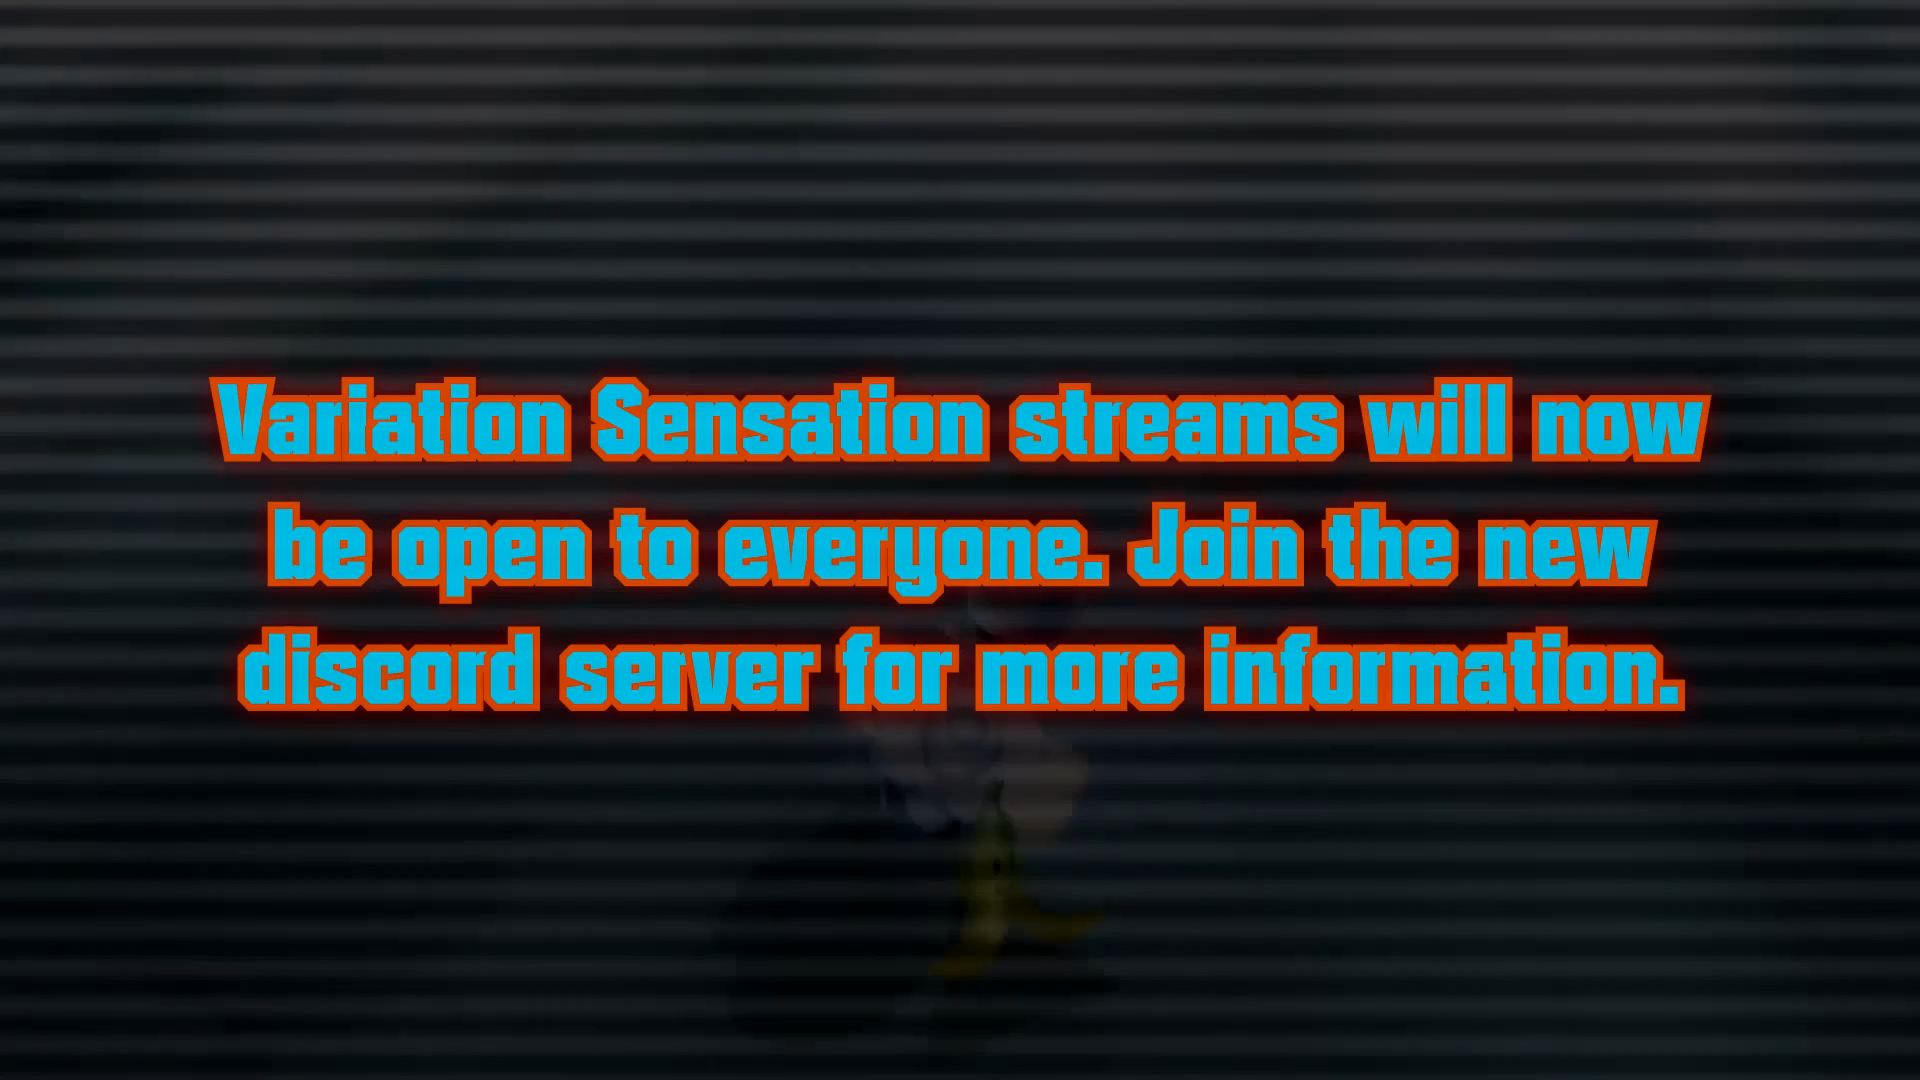 Variation Sensation streams will now
be open to everyone. Join the new
discord server for more information.